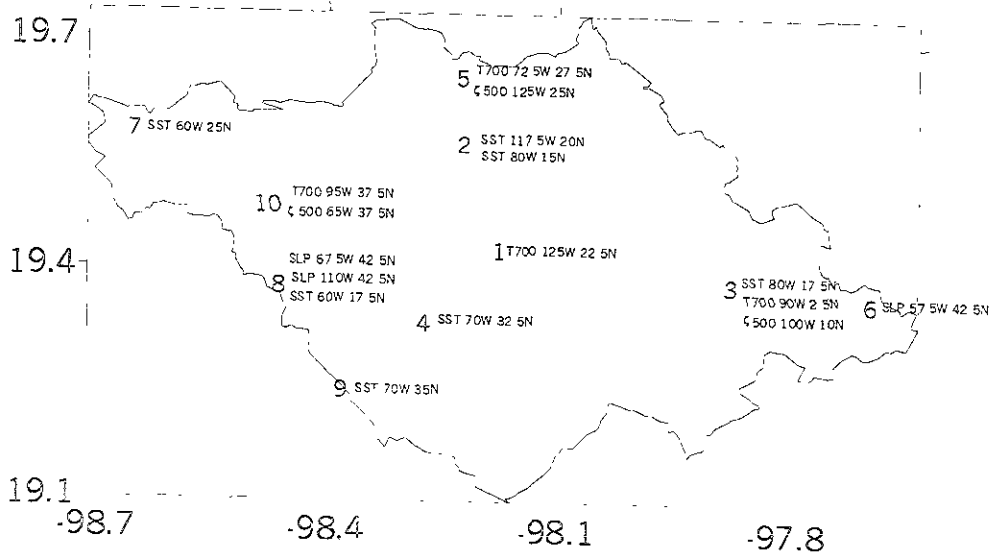 19.7
5 T700 72 5W 27 5N
ζ 500 125W 25N
7 SST 60W 25N
2 SST 117 5W 20N
SST 80W 15N
10 T700 95W 37 5N
ζ 500 65W 37 5N
1 T700 125W 22 5N
19.4
8 SLP 67 5W 42 5N
SLP 110W 42 5N
SST 60W 17 5N
3 SST 80W 17 5N
T700 90W 2 5N
ζ 500 100W 10N
6 SLP 57 5W 42 5N
4 SST 70W 32 5N
9 SST 70W 35N
19.1
-98.7 -98.4 -98.1 -97.8